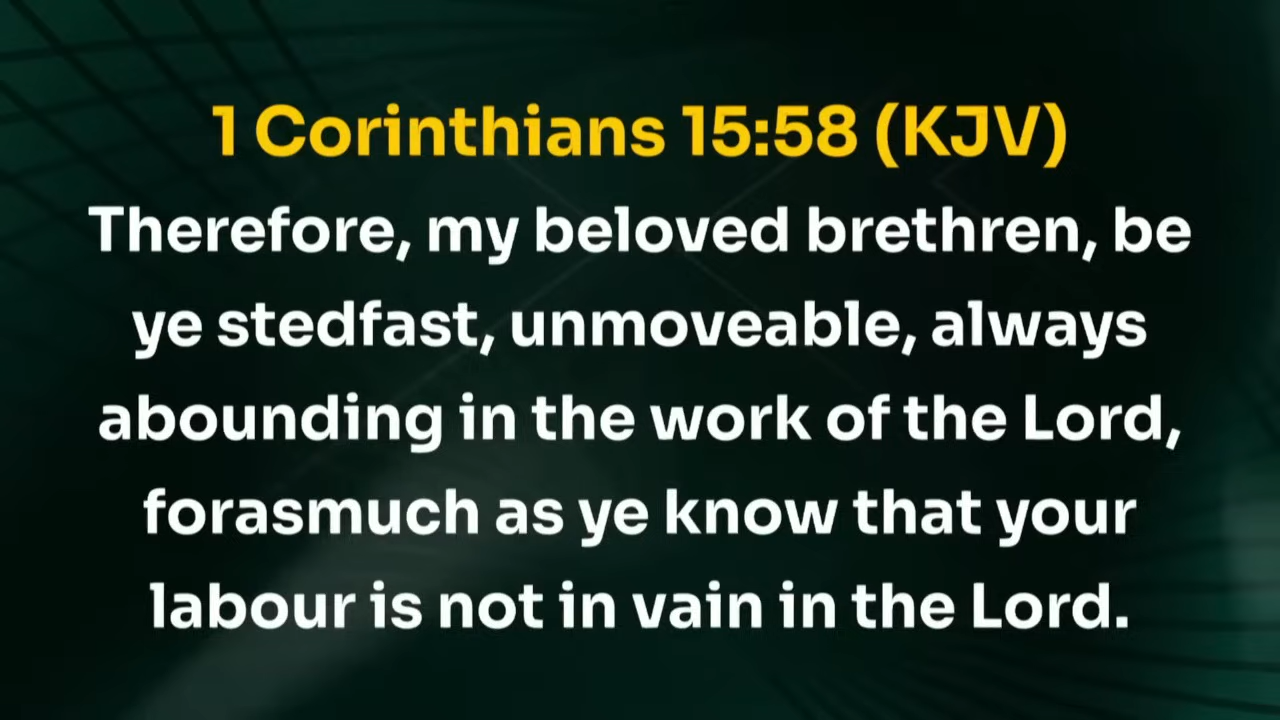 1 Corinthians 15:58 (KJV)
Therefore, my beloved brethren, be
ye stedfast, unmoveable, always
abounding in the work of the Lord,
forasmuch as ye know that your
labour is not in vain in the Lord.